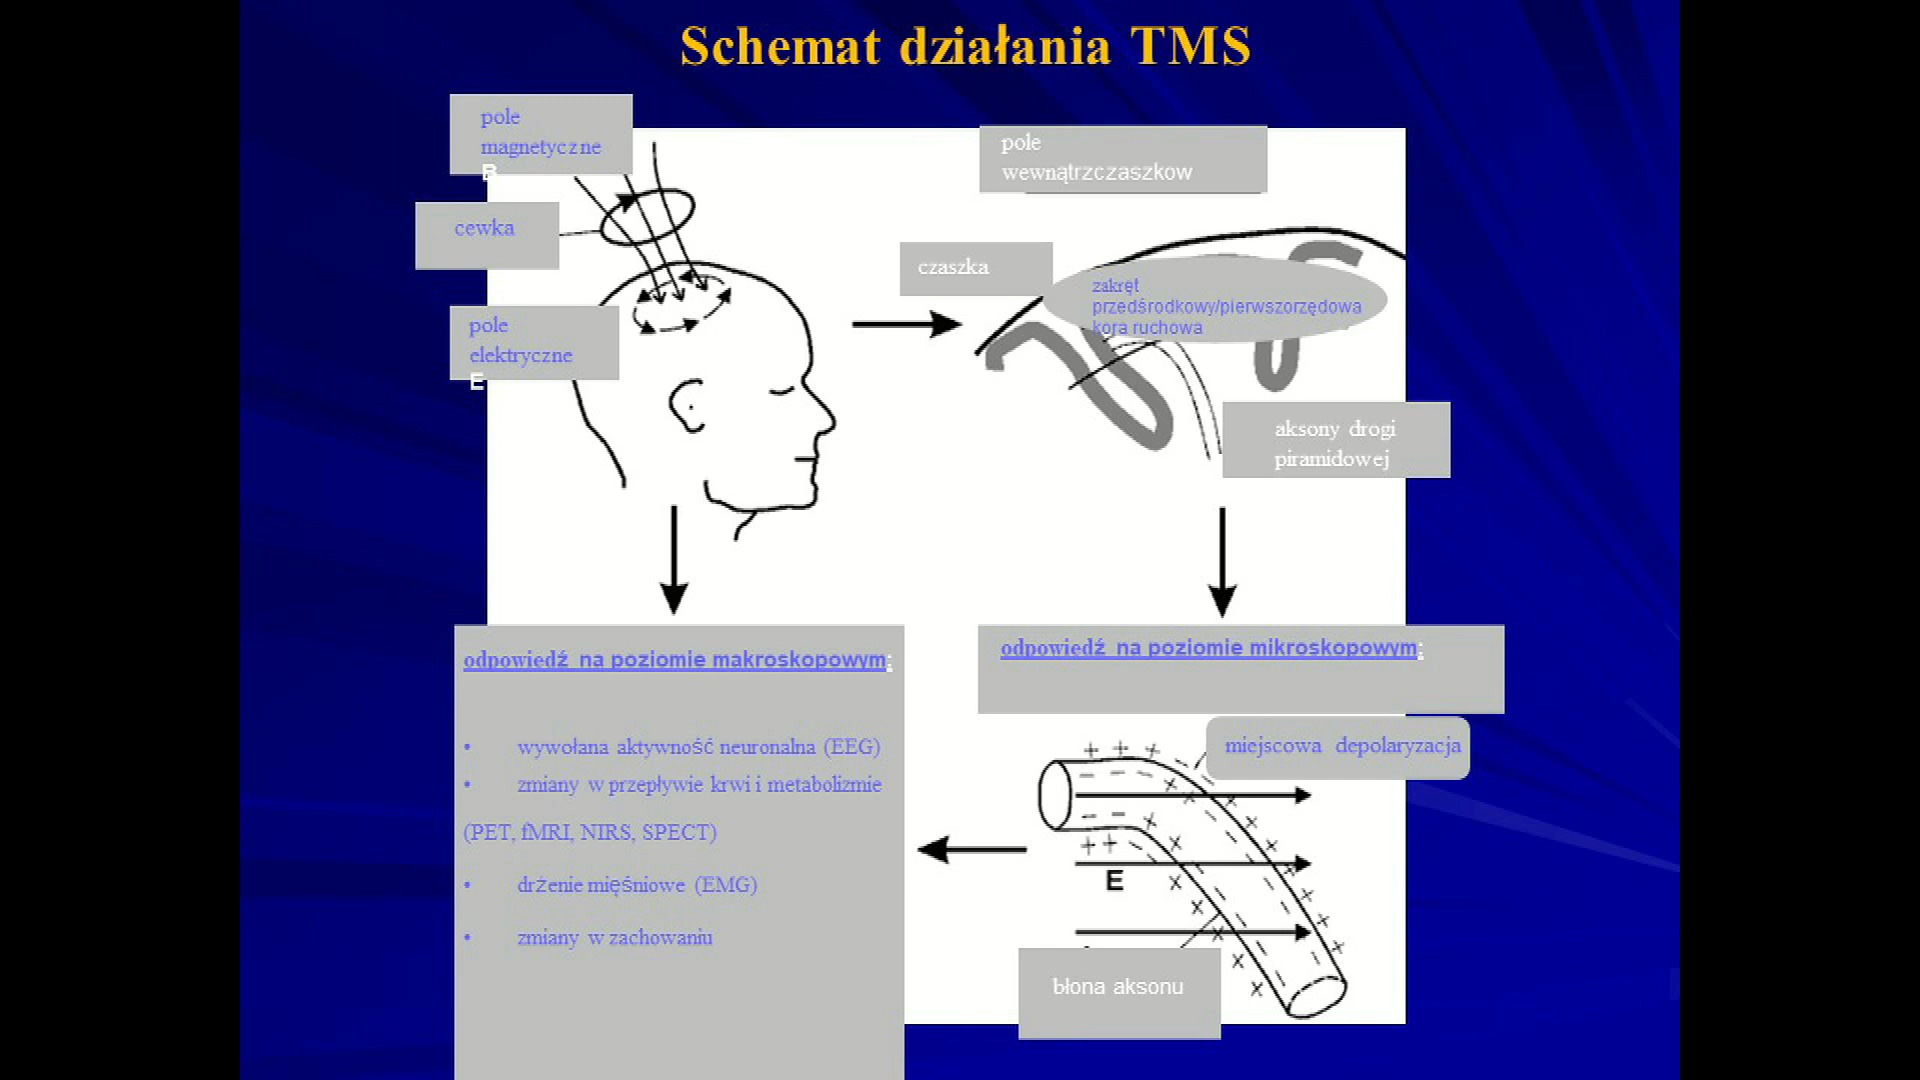 Schemat działania TMS
pole
magnetyczne
B
cewka
pole
elektryczne
E
pole
wewnątrzczaszkow
czaszka
zakręt
przedśrodkowy/pierwszorzędowa
kora ruchowa
aksony drogi
piramidowej
odpowiedź na poziomie makroskopowym:
• wywołana aktywność neuronalna (EEG)
• zmiany w przepływie krwi i metabolizmie
(PET, fMRI, NIRS, SPECT)
• drżenie mięśniowe (EMG)
• zmiany w zachowaniu
odpowiedź na poziomie mikroskopowym:
miejscowa depolaryzacja
E
błona aksonu